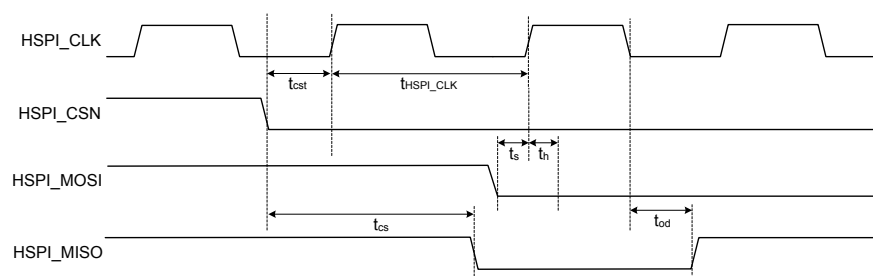 HSPI_CLK
tcst
tHSPI_CLK
HSPI_CSN
ts
th
HSPI_MOSI
tcs
tod
HSPI_MISO